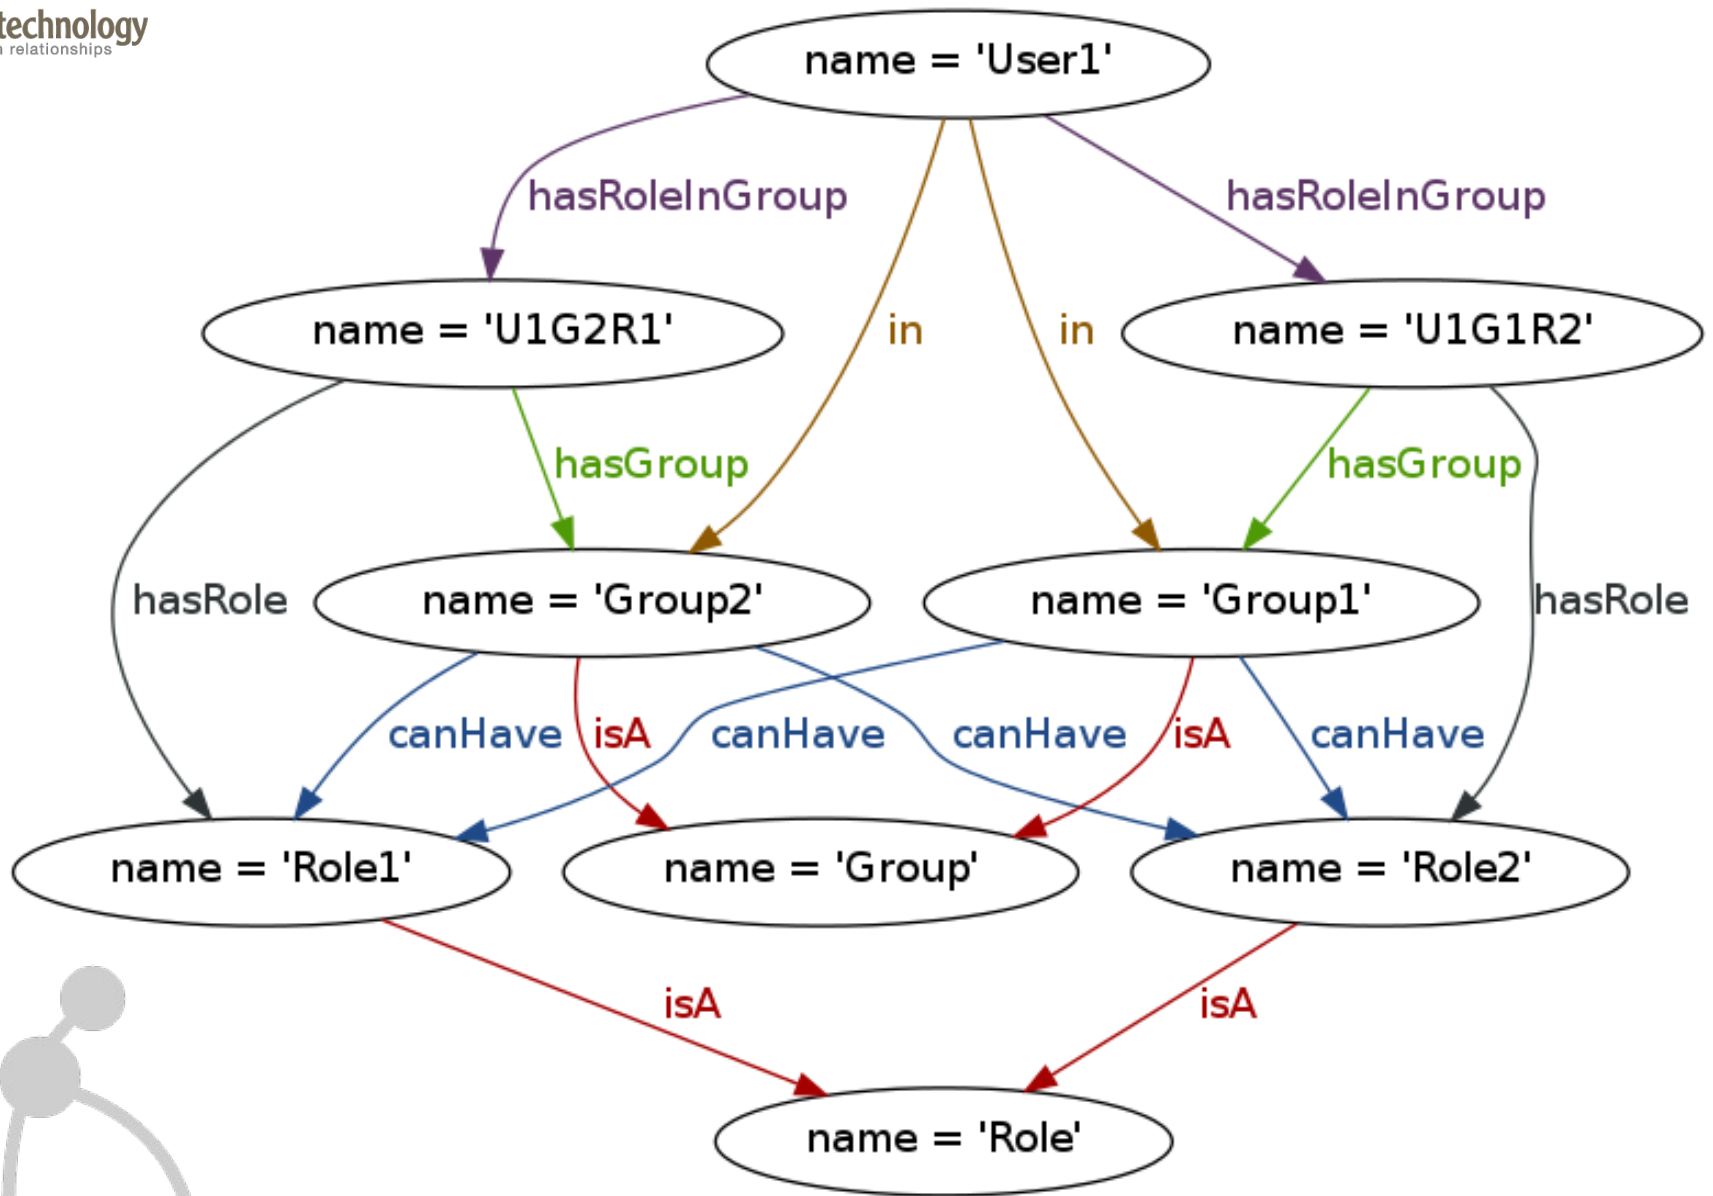 technology
relationships
name = 'User1'
hasRoleInGroup
hasRoleInGroup
name = 'U1G2R1'
in
in
name = 'U1G1R2'
hasGroup
hasGroup
hasRole
name = 'Group2'
name = 'Group1'
hasRole
canHave
isA
canHave
canHave
isA
canHave
name = 'Role1'
name = 'Group'
name = 'Role2'
isA
isA
name = 'Role'